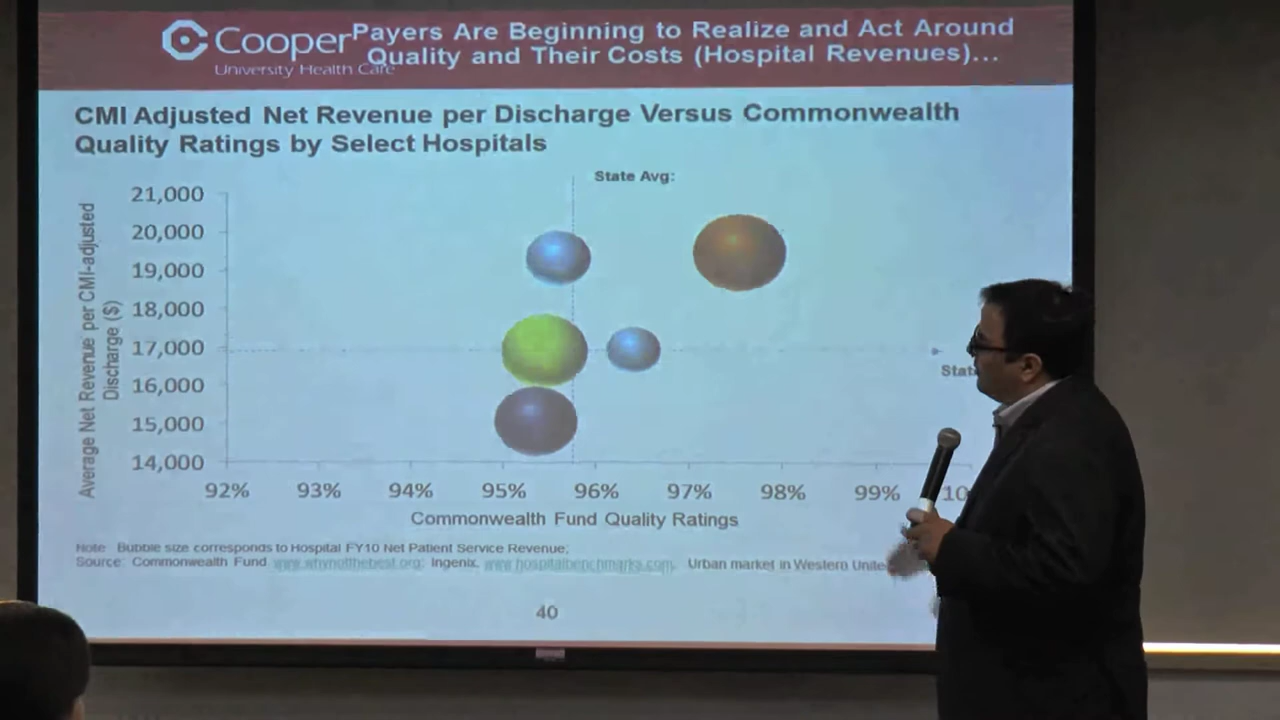 Cooper
University Health Care
Payers Are Beginning to Realize and Act Around
Quality and Their Costs (Hospital Revenues)...
CMI Adjusted Net Revenue per Discharge Versus Commonwealth
Quality Ratings by Select Hospitals
State Avg:
Average Net Revenue per CMI-adjusted
Discharge ($)
21,000
20,000
19,000
18,000
17,000
16,000
15,000
14,000
92% 93% 94% 95% 96% 97% 98% 99% 10
Stat
Commonwealth Fund Quality Ratings
Note: Bubble size corresponds to Hospital FY10 Net Patient Service Revenue;
Source: Commonwealth Fund www.whynotthebest.org; Ingenix, www.hospitalbenchmarks.com, Urban market in Western Unite
40